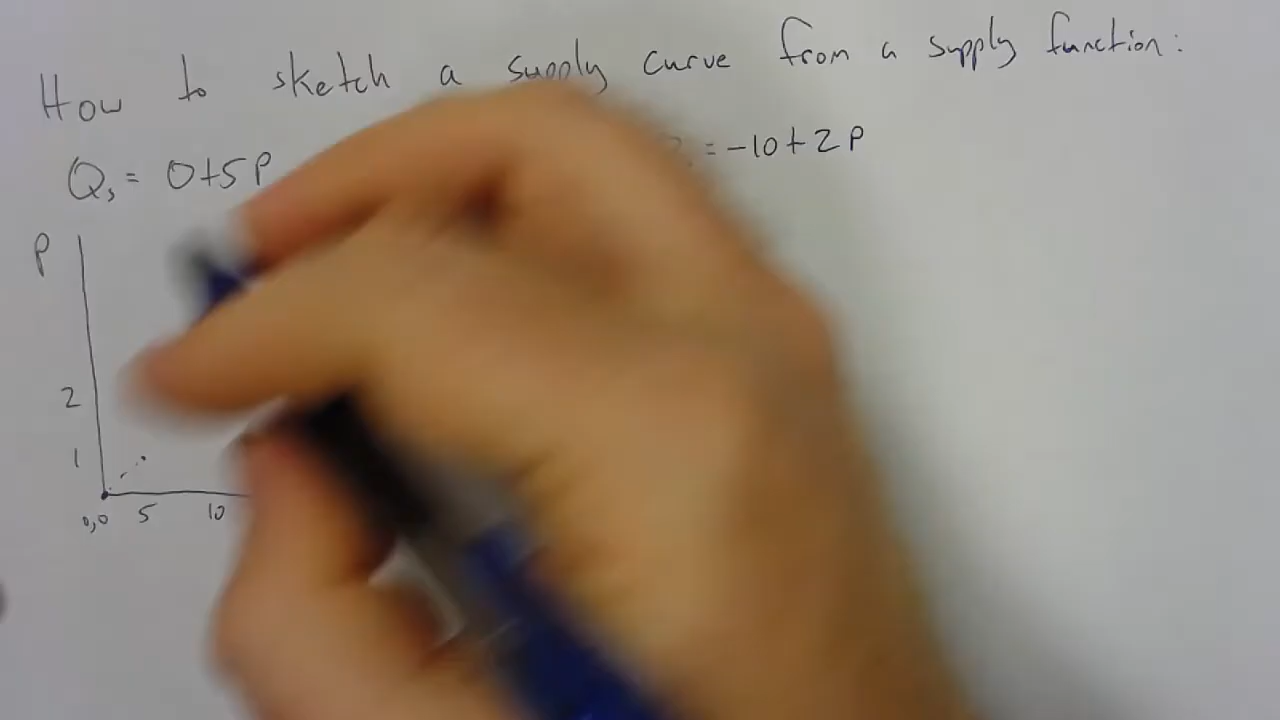 How to sketch a supply curve from a supply function:
Qs = 0+5P
= -10+2P
P
2
1
0,0 5 10